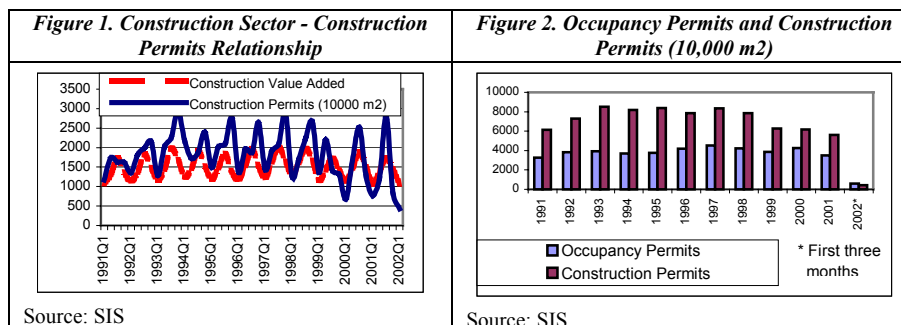 Figure 1. Construction Sector - Construction
Permits Relationship
Construction Value Added
Construction Permits (10000 m2)
3500
3000
2500
2000
1500
1000
500
0
1991Q1
1992Q1
1993Q1
1994Q1
1995Q1
1996Q1
1997Q1
1998Q1
1999Q1
2000Q1
2001Q1
2002Q1
Source: SIS
Figure 2. Occupancy Permits and Construction
Permits (10,000 m2)
10000
8000
6000
4000
2000
0
1991
1992
1993
1994
1995
1996
1997
1998
1999
2000
2001
2002*
Occupancy Permits
Construction Permits
* First three
months
Source: SIS